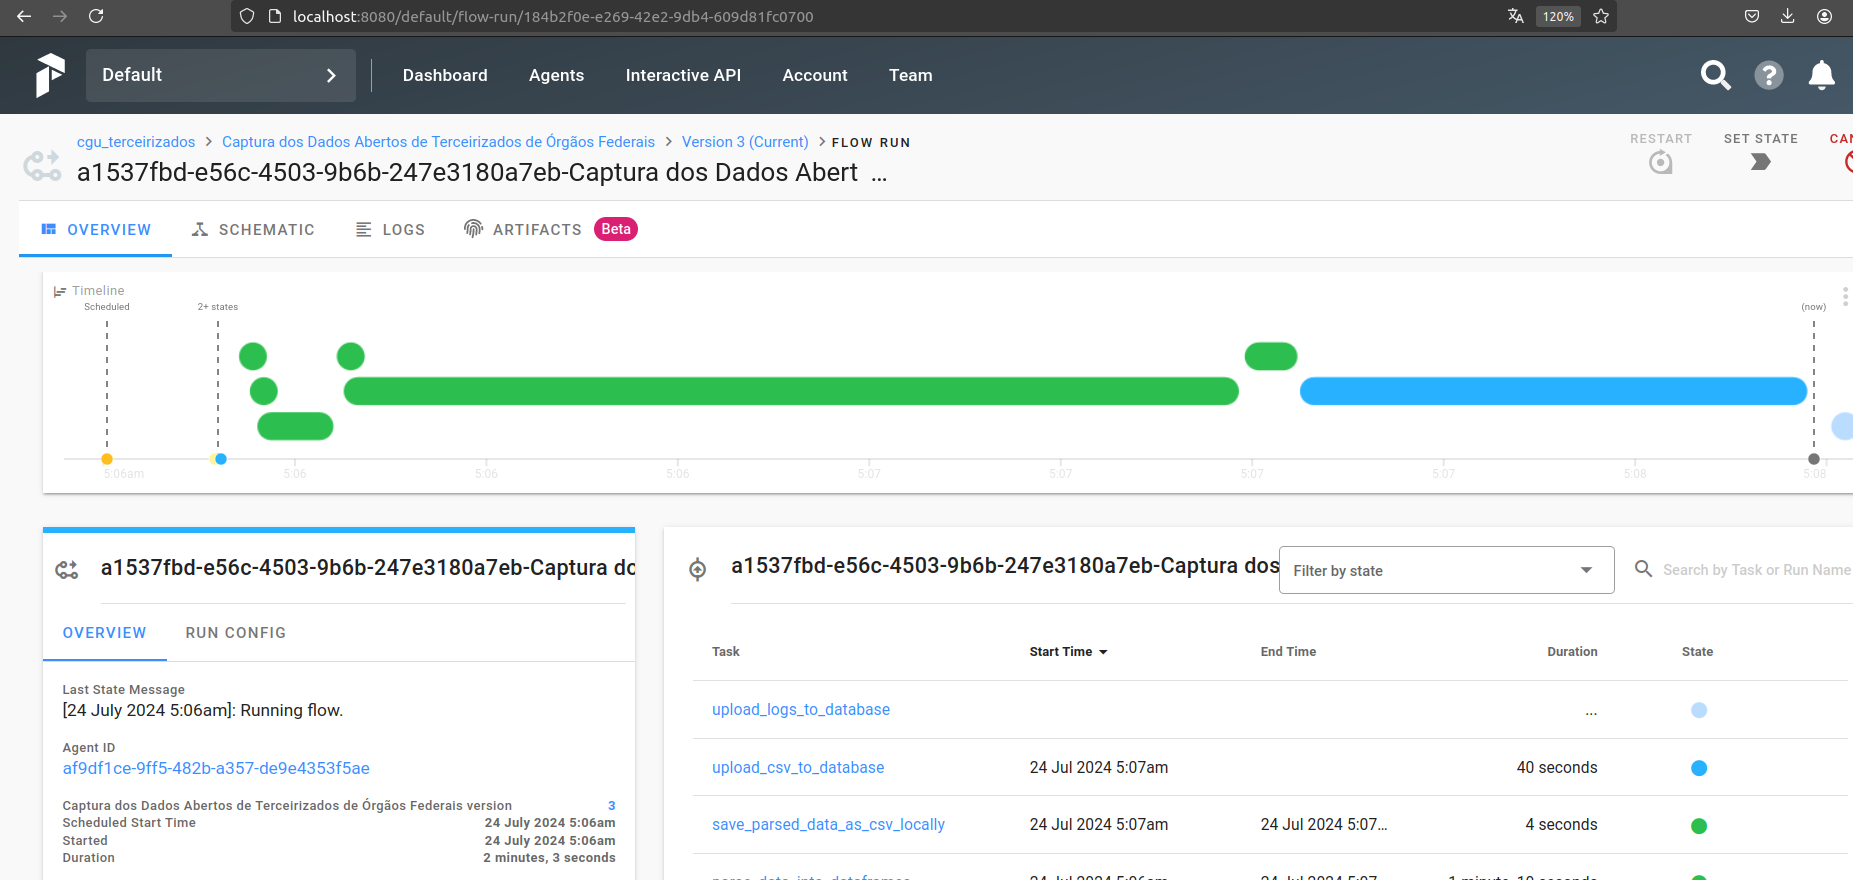 localhost:8080/default/flow-run/184b2f0e-e269-42e2-9db4-609d81fc0700
120%
Default
Dashboard
Agents
Interactive API
Account
Team
cgu_terceirizados > Captura dos Dados Abertos de Terceirizados de Órgãos Federais > Version 3 (Current) > FLOW RUN
a1537fbd-e56c-4503-9b6b-247e3180a7eb-Captura dos Dados Abert ...
RESTART
SET STATE
CAN
OVERVIEW
SCHEMATIC
LOGS
ARTIFACTS
Beta
Timeline
Scheduled
2+ states
(now)
5:06am
5:06
5:06
5:06
5:07
5:07
5:07
5:07
5:08
5:08
a1537fbd-e56c-4503-9b6b-247e3180a7eb-Captura do
OVERVIEW
RUN CONFIG
Last State Message
[24 July 2024 5:06am]: Running flow.
Agent ID
af9df1ce-9ff5-482b-a357-de9e4353f5ae
Captura dos Dados Abertos de Terceirizados de Órgãos Federais version 3
Scheduled Start Time 24 July 2024 5:06am
Started 24 July 2024 5:06am
Duration 2 minutes, 3 seconds
a1537fbd-e56c-4503-9b6b-247e3180a7eb-Captura dos
Filter by state
Search by Task or Run Name
Task Start Time End Time Duration State
upload_logs_to_database ...
upload_csv_to_database 24 Jul 2024 5:07am 40 seconds
save_parsed_data_as_csv_locally 24 Jul 2024 5:07am 24 Jul 2024 5:07... 4 seconds